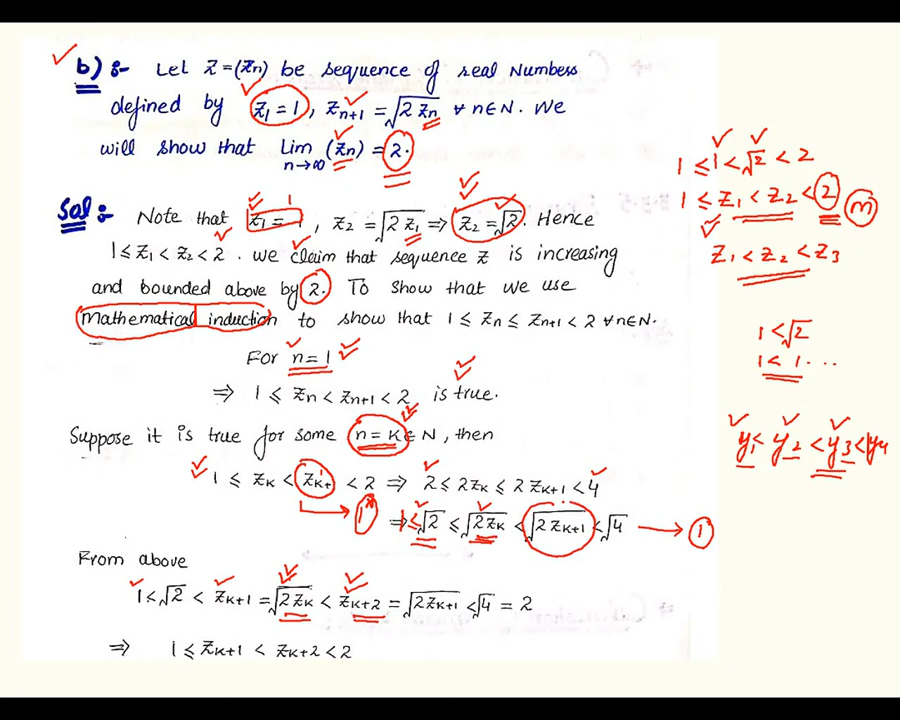 b) :- Let Z = (Zn) be sequence of real Numbers
defined by Z₁ = 1, Zn+1 = √2 Zn ∀ n∈N. We
will show that lim n→∞ (Zn) = 2.
Sol :- Note that Z₁ = 1, Z₂ = √2 Z₁ ⇒ Z₂ = √2. Hence
1 ≤ Z₁ < Z₂ < 2. we claim that sequence Z is increasing
and bounded above by 2. To show that we use
Mathematical induction to show that 1 ≤ Zn ≤ Zn+1 < 2 ∀ n∈N.
For n = 1
⇒ 1 ≤ Zn < Zn+1 < 2 is true.
Suppose it is true for some n = K ∈ N, then
1 ≤ ZK < ZK+1 < 2 ⇒ 2 ≤ 2ZK ≤ 2ZK+1 < 4
⇒ 1 ≤ √2 ≤ √2ZK < √2ZK+1 < √4 → 1
From above
1 < √2 < ZK+1 = √2ZK < ZK+2 = √2ZK+1 < √4 = 2
⇒ 1 ≤ ZK+1 < ZK+2 < 2
1 ≤ 1 < √2 < 2
1 ≤ Z₁ < Z₂ < 2 M
Z₁ < Z₂ < Z₃
1 < √2
1 < 1 . ...
y₁ < y₂ < y₃ < y₄